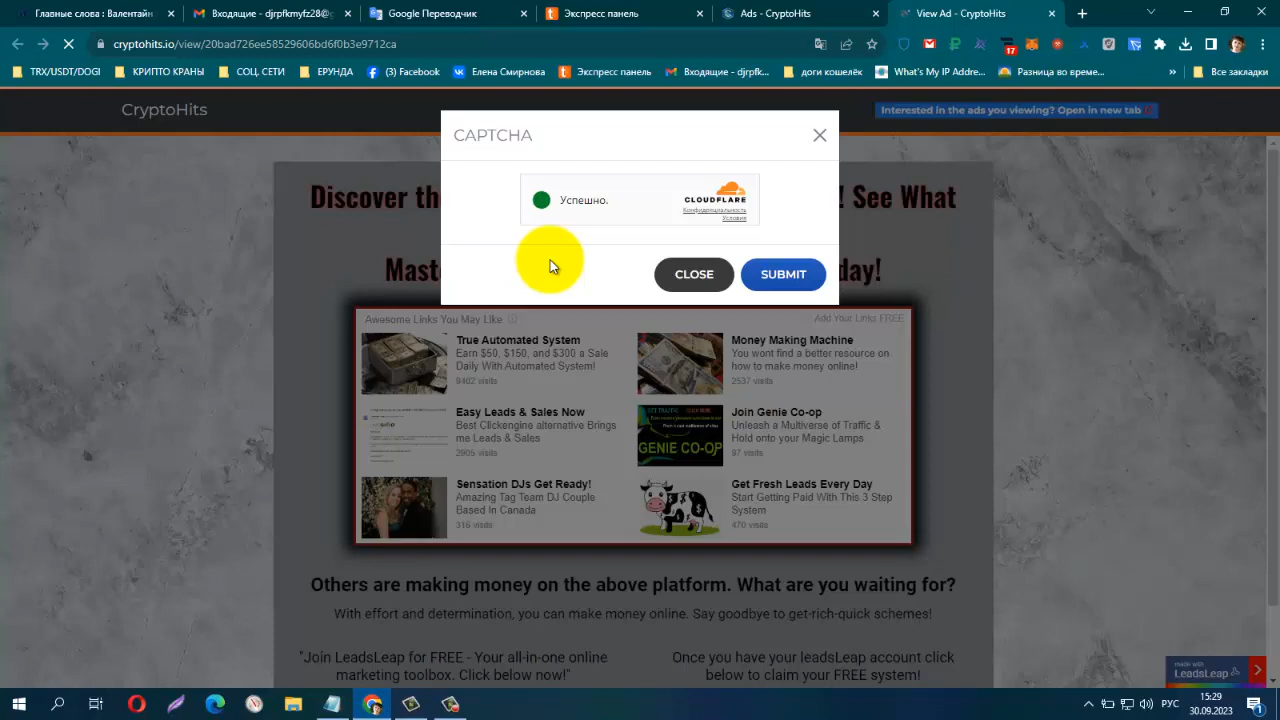 Главные слова : Валентайн
Входящие - djrpfkmyfz28@g
Google Переводчик
Экспресс панель
Ads - CryptoHits
View Ad - CryptoHits
cryptohits.io/view/20bad726ee58529606bd6f0b3e9712ca
17
TRX/USDT/DOGI
КРИПТО КРАНЫ
СОЦ. СЕТИ
ЕРУНДА
(3) Facebook
Елена Смирнова
Экспресс панель
Входящие - djrpfk...
доги кошелёк
What's My IP Addre...
Разница во време...
»
Все закладки
CryptoHits
Interested in the ads you viewing? Open in new tab
CAPTCHA
Успешно.
CLOUDFLARE
Конфиденциальность
Условия
CLOSE
SUBMIT
Discover th
! See What
Mast
day!
Awesome Links You May Like
Add Your Links FREE
True Automated System
Earn $50, $150, and $300 a Sale
Daily With Automated System!
9402 visits
Money Making Machine
You wont find a better resource on
how to make money online!
2537 visits
Easy Leads & Sales Now
Best Clickengine alternative Brings
me Leads & Sales
2905 visits
GENIE CO-OP
Join Genie Co-op
Unleash a Multiverse of Traffic &
Hold onto your Magic Lamps
97 visits
Sensation DJs Get Ready!
Amazing Tag Team DJ Couple
Based In Canada
316 visits
Get Fresh Leads Every Day
Start Getting Paid With This 3 Step
System
470 visits
Others are making money on the above platform. What are you waiting for?
With effort and determination, you can make money online. Say goodbye to get-rich-quick schemes!
"Join LeadsLeap for FREE - Your all-in-one online
marketing toolbox. Click below now!"
Once you have your leadsLeap account click
below to claim your FREE system!
made with
LeadsLeap
РУС
15:29
30.09.2023
1